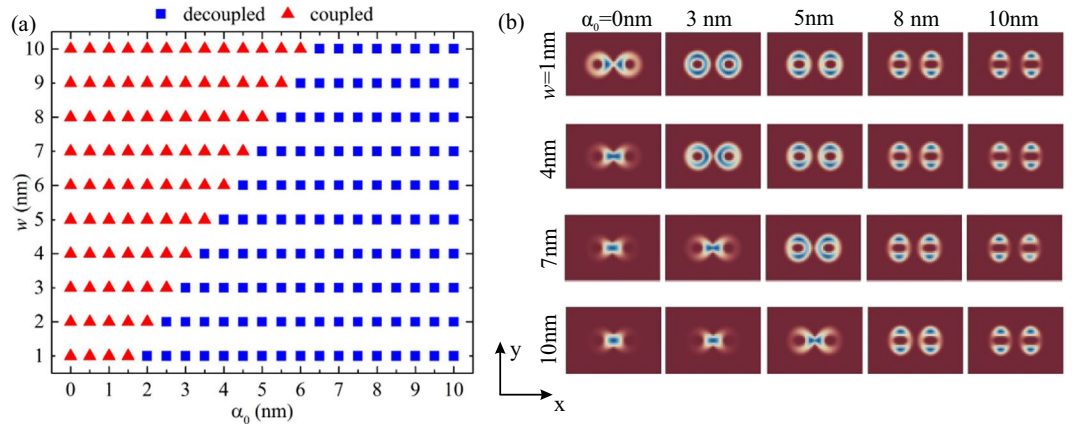 (a)
decoupled
coupled
w (nm)
10
9
8
7
6
5
4
3
2
1
0 1 2 3 4 5 6 7 8 9 10
α₀ (nm)
(b)
α₀=0nm 3 nm 5nm 8 nm 10nm
w=1nm
4nm
7nm
10nm
y
x